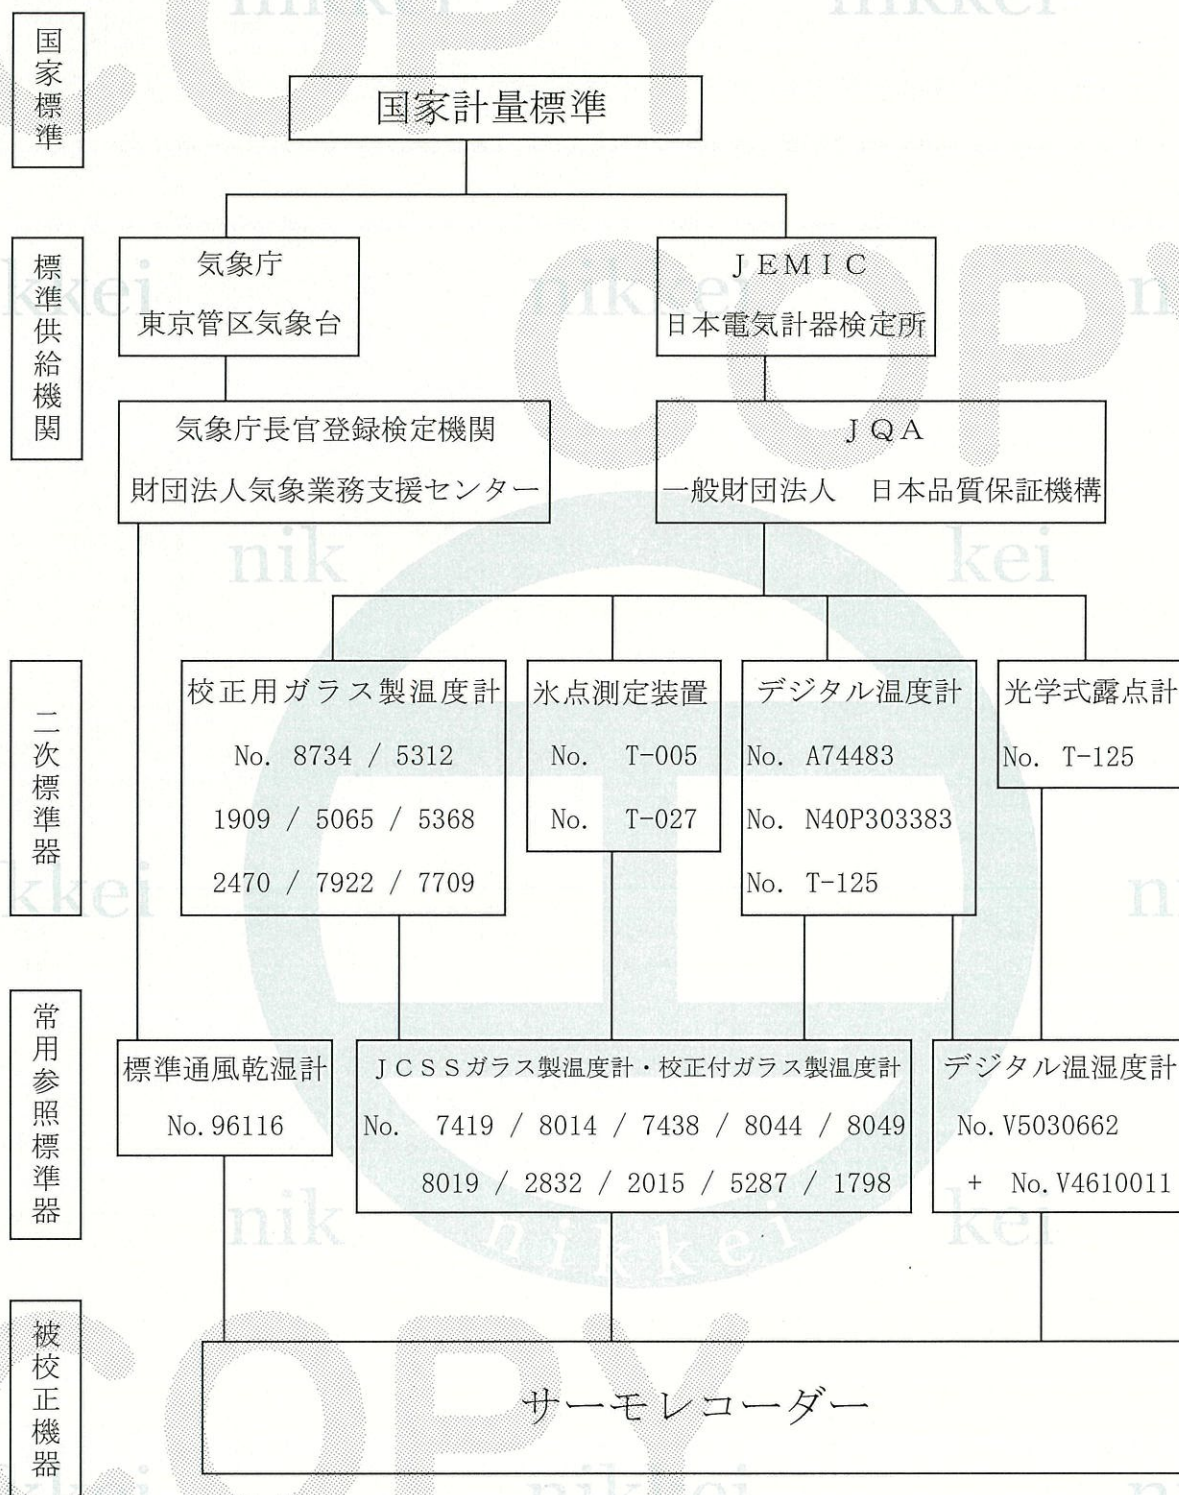 国家標準
国家計量標準
標準供給機関
気象庁
東京管区気象台
ＪＥＭＩＣ
日本電気計器検定所
気象庁長官登録検定機関
財団法人気象業務支援センター
ＪＱＡ
一般財団法人　日本品質保証機構
二次標準器
校正用ガラス製温度計
No. 8734 / 5312
1909 / 5065 / 5368
2470 / 7922 / 7709
氷点測定装置
No.　T-005
No.　T-027
デジタル温度計
No. A74483
No. N40P303383
No. T-125
光学式露点計
No. T-125
常用参照標準器
標準通風乾湿計
No.96116
ＪＣＳＳガラス製温度計・校正付ガラス製温度計
No.　7419 / 8014 / 7438 / 8044 / 8049
8019 / 2832 / 2015 / 5287 / 1798
デジタル温湿度計
No.V5030662
+　No.V4610011
被校正機器
サーモレコーダー
COPY
COPY
nikkei
nikkei
nikkei